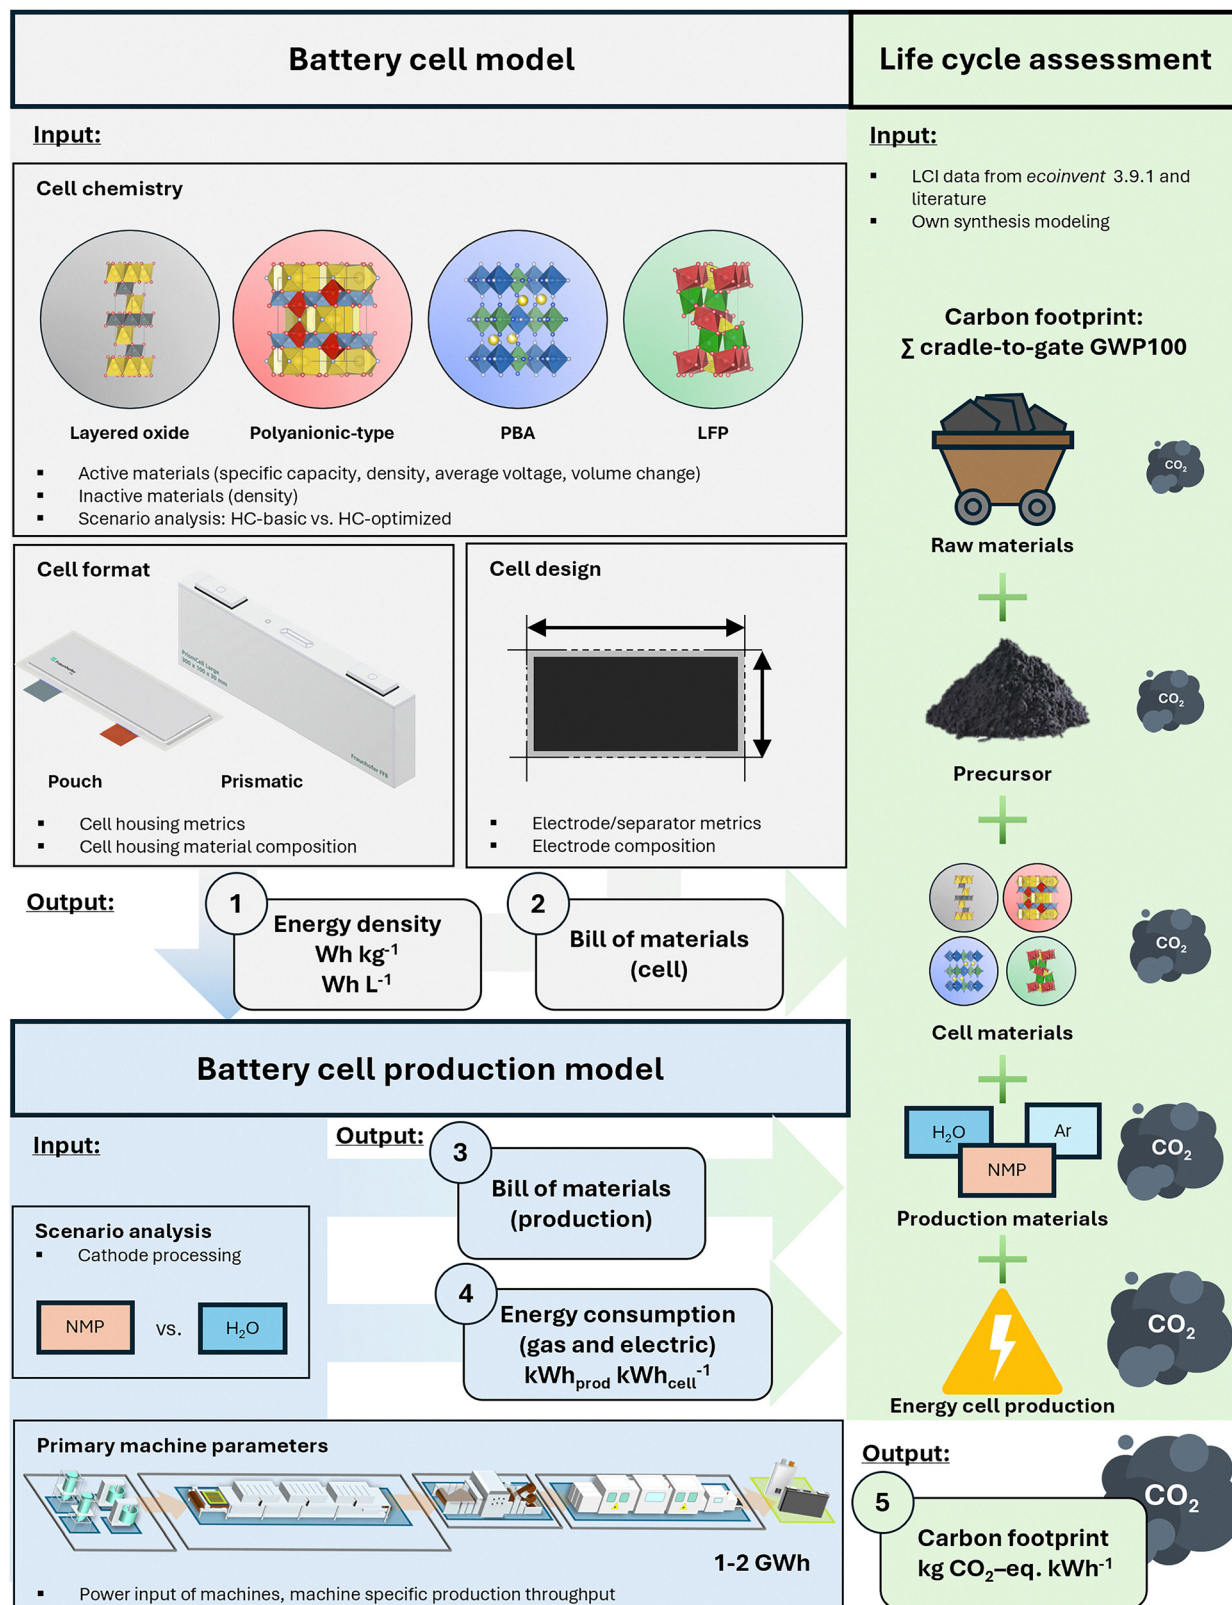 Battery cell model
Life cycle assessment
Input:
Cell chemistry
Layered oxide
Polyanionic-type
PBA
LFP
▪ Active materials (specific capacity, density, average voltage, volume change)
▪ Inactive materials (density)
▪ Scenario analysis: HC-basic vs. HC-optimized
Cell format
PrismCell Large
Fraunhofer
Fraunhofer FFB
Pouch
Prismatic
▪ Cell housing metrics
▪ Cell housing material composition
Cell design
▪ Electrode/separator metrics
▪ Electrode composition
Output:
1
Energy density
Wh kg⁻¹
Wh L⁻¹
2
Bill of materials
(cell)
Battery cell production model
Input:
Scenario analysis
▪ Cathode processing
NMP
vs.
H₂O
Output:
3
Bill of materials
(production)
4
Energy consumption
(gas and electric)
kWh_prod kWh_cell⁻¹
Primary machine parameters
1-2 GWh
▪ Power input of machines, machine specific production throughput
Input:
▪ LCI data from ecoinvent 3.9.1 and
literature
▪ Own synthesis modeling
Carbon footprint:
∑ cradle-to-gate GWP100
CO₂
Raw materials
CO₂
Precursor
CO₂
Cell materials
H₂O
Ar
NMP
CO₂
Production materials
CO₂
Energy cell production
Output:
CO₂
5
Carbon footprint
kg CO₂–eq. kWh⁻¹